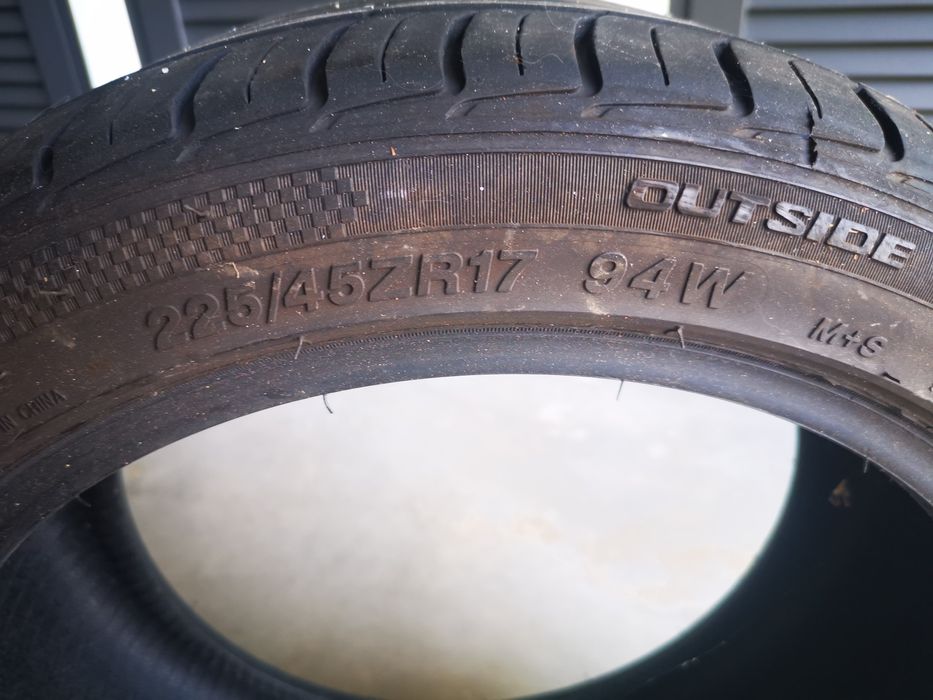 OUTSIDE
225/45ZR17 94W
M+S
IN CHINA